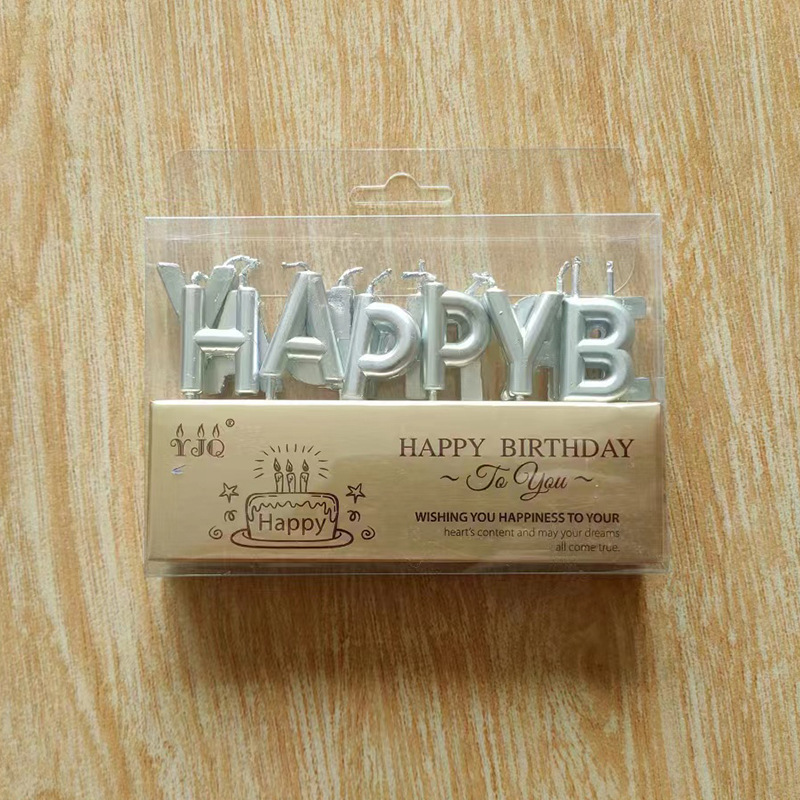 HAPPYB
YJQ®
Happy
HAPPY BIRTHDAY
~ To You ~
WISHING YOU HAPPINESS TO YOUR
heart's content and may your dreams
all come true.